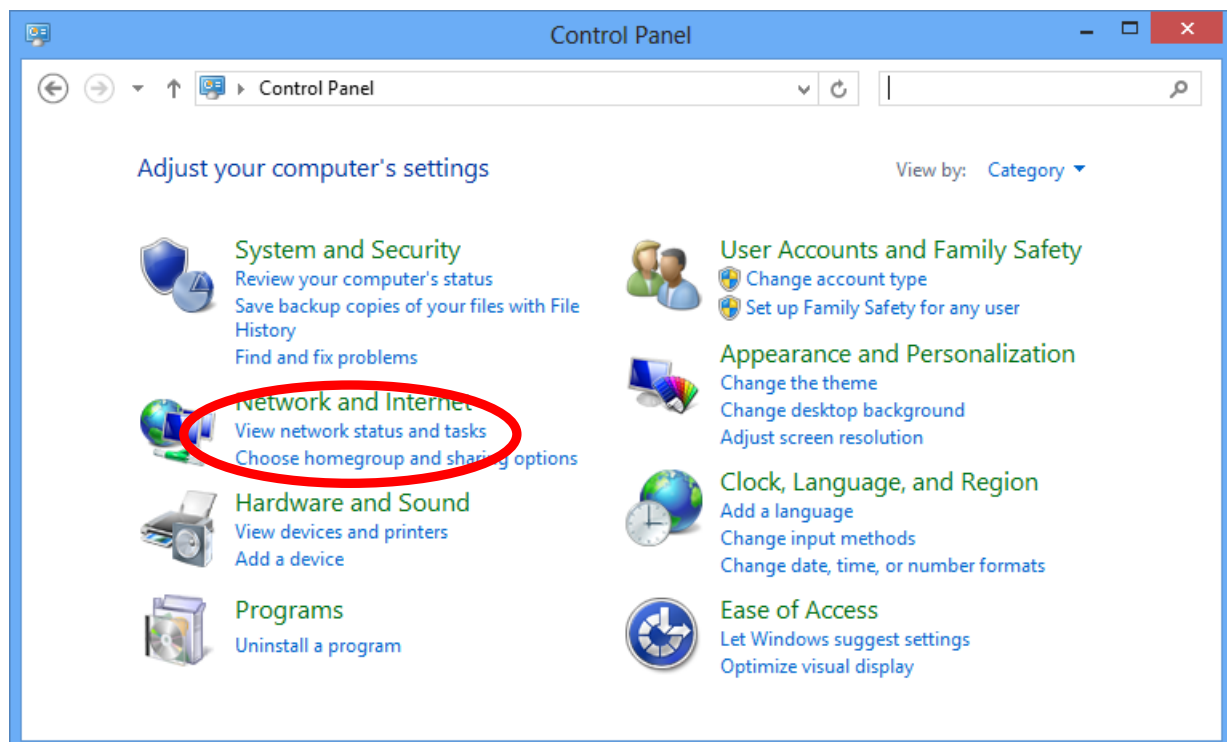 Control Panel
Control Panel
Adjust your computer's settings
View by: Category
System and Security
Review your computer's status
Save backup copies of your files with File
History
Find and fix problems
Network and Internet
View network status and tasks
Choose homegroup and sharing options
Hardware and Sound
View devices and printers
Add a device
Programs
Uninstall a program
User Accounts and Family Safety
Change account type
Set up Family Safety for any user
Appearance and Personalization
Change the theme
Change desktop background
Adjust screen resolution
Clock, Language, and Region
Add a language
Change input methods
Change date, time, or number formats
Ease of Access
Let Windows suggest settings
Optimize visual display